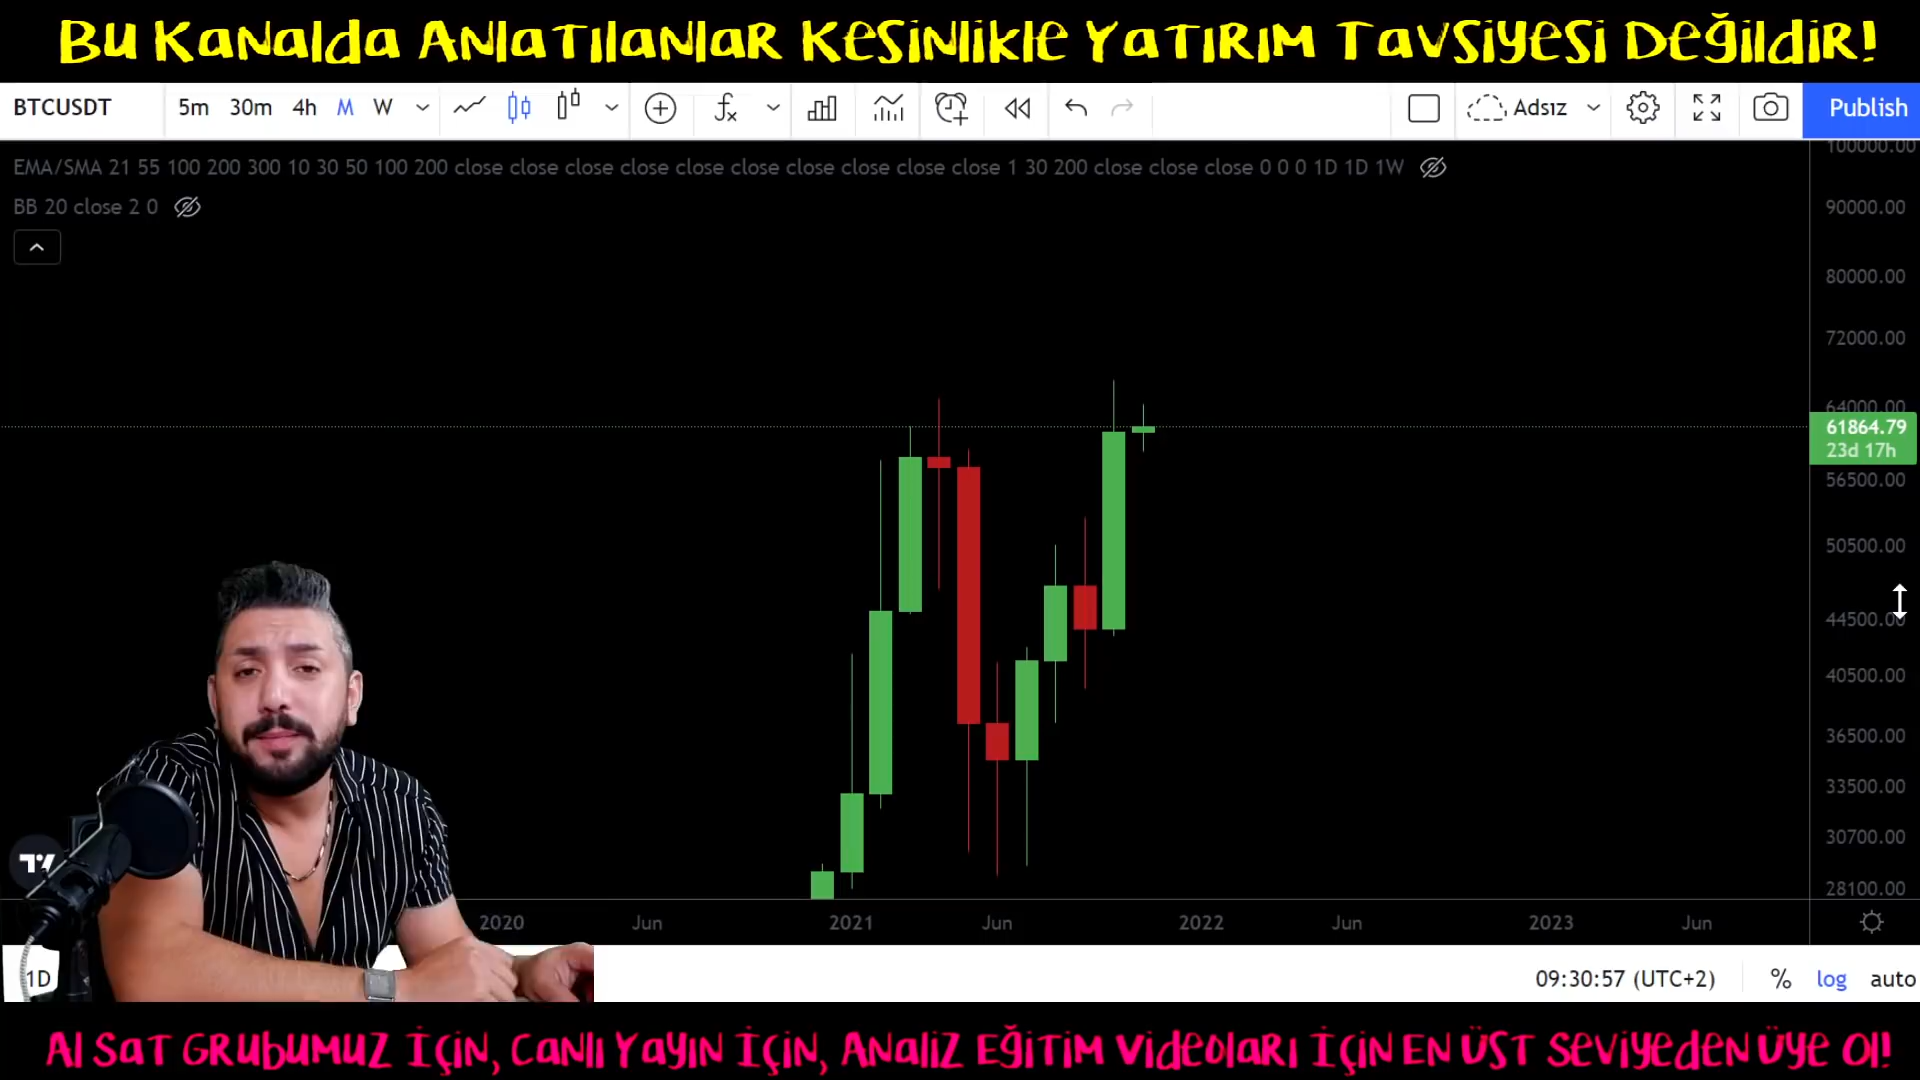 Bu Kanalda Anlatılanlar Kesinlikle Yatırım Tavsiyesi Değildir!
BTCUSDT 5m 30m 4h M W Adsız Publish
EMA/SMA 21 55 100 200 300 10 30 50 100 200 close close close close close close close close close close 1 30 200 close close close 0 0 0 1D 1D 1W
BB 20 close 2 0
100000.00
90000.00
80000.00
72000.00
64000.00
61864.79
23d 17h
56500.00
50500.00
44500.00
40500.00
36500.00
33500.00
30700.00
28100.00
2020 Jun 2021 Jun 2022 Jun 2023 Jun
1D 09:30:57 (UTC+2) % log auto
Al Sat Grubumuz İçin, Canlı Yayın İçin, Analiz Eğitim Videoları İçin En Üst Seviyeden Üye Ol!